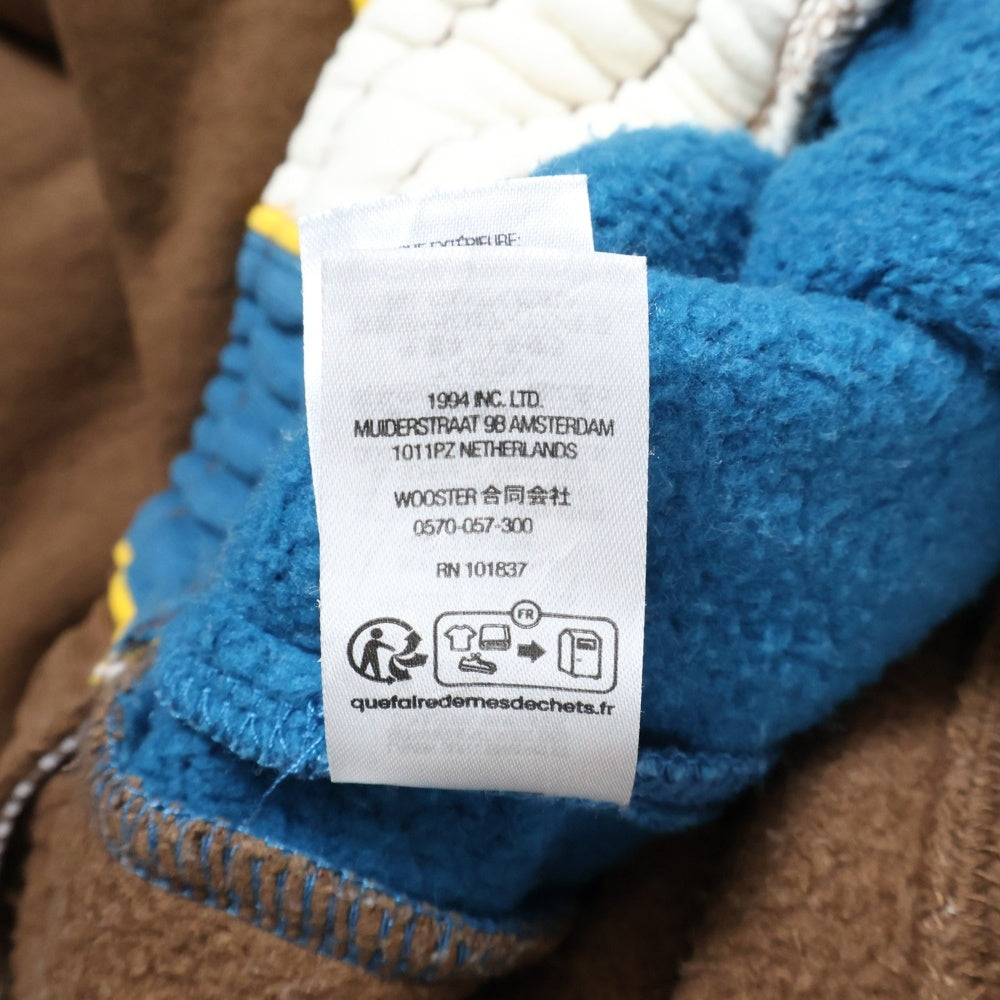 EXTÉRIEURE:
1994 INC. LTD.
MUIDERSTRAAT 9B AMSTERDAM
1011PZ NETHERLANDS
WOOSTER 合同会社
0570-057-300
RN 101837
FR
quefairedemesdechets.fr